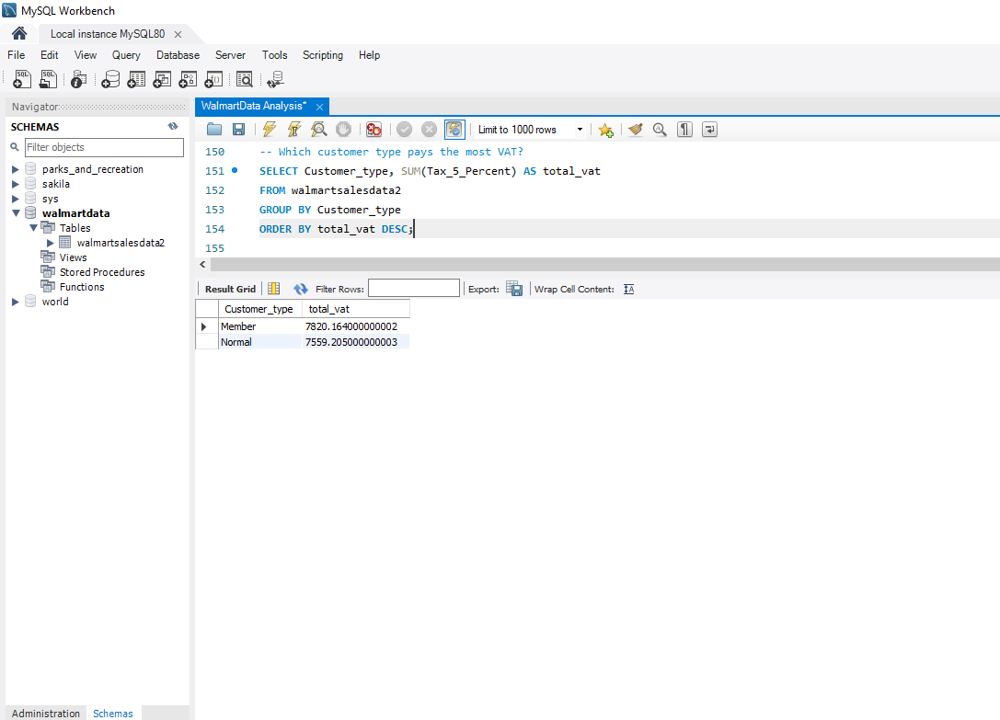 MySQL Workbench
Local instance MySQL80
File Edit View Query Database Server Tools Scripting Help
SQL SQL
Navigator
SCHEMAS
Filter objects
parks_and_recreation
sakila
sys
walmartdata
Tables
walmartsalesdata2
Views
Stored Procedures
Functions
world
Administration Schemas
WalmartData Analysis*
Limit to 1000 rows
150 -- Which customer type pays the most VAT?
151 SELECT Customer_type, SUM(Tax_5_Percent) AS total_vat
152 FROM walmartsalesdata2
153 GROUP BY Customer_type
154 ORDER BY total_vat DESC;
155
Result Grid Filter Rows: Export: Wrap Cell Content: IA
Customer_type total_vat
Member 7820.164000000002
Normal 7559.205000000003